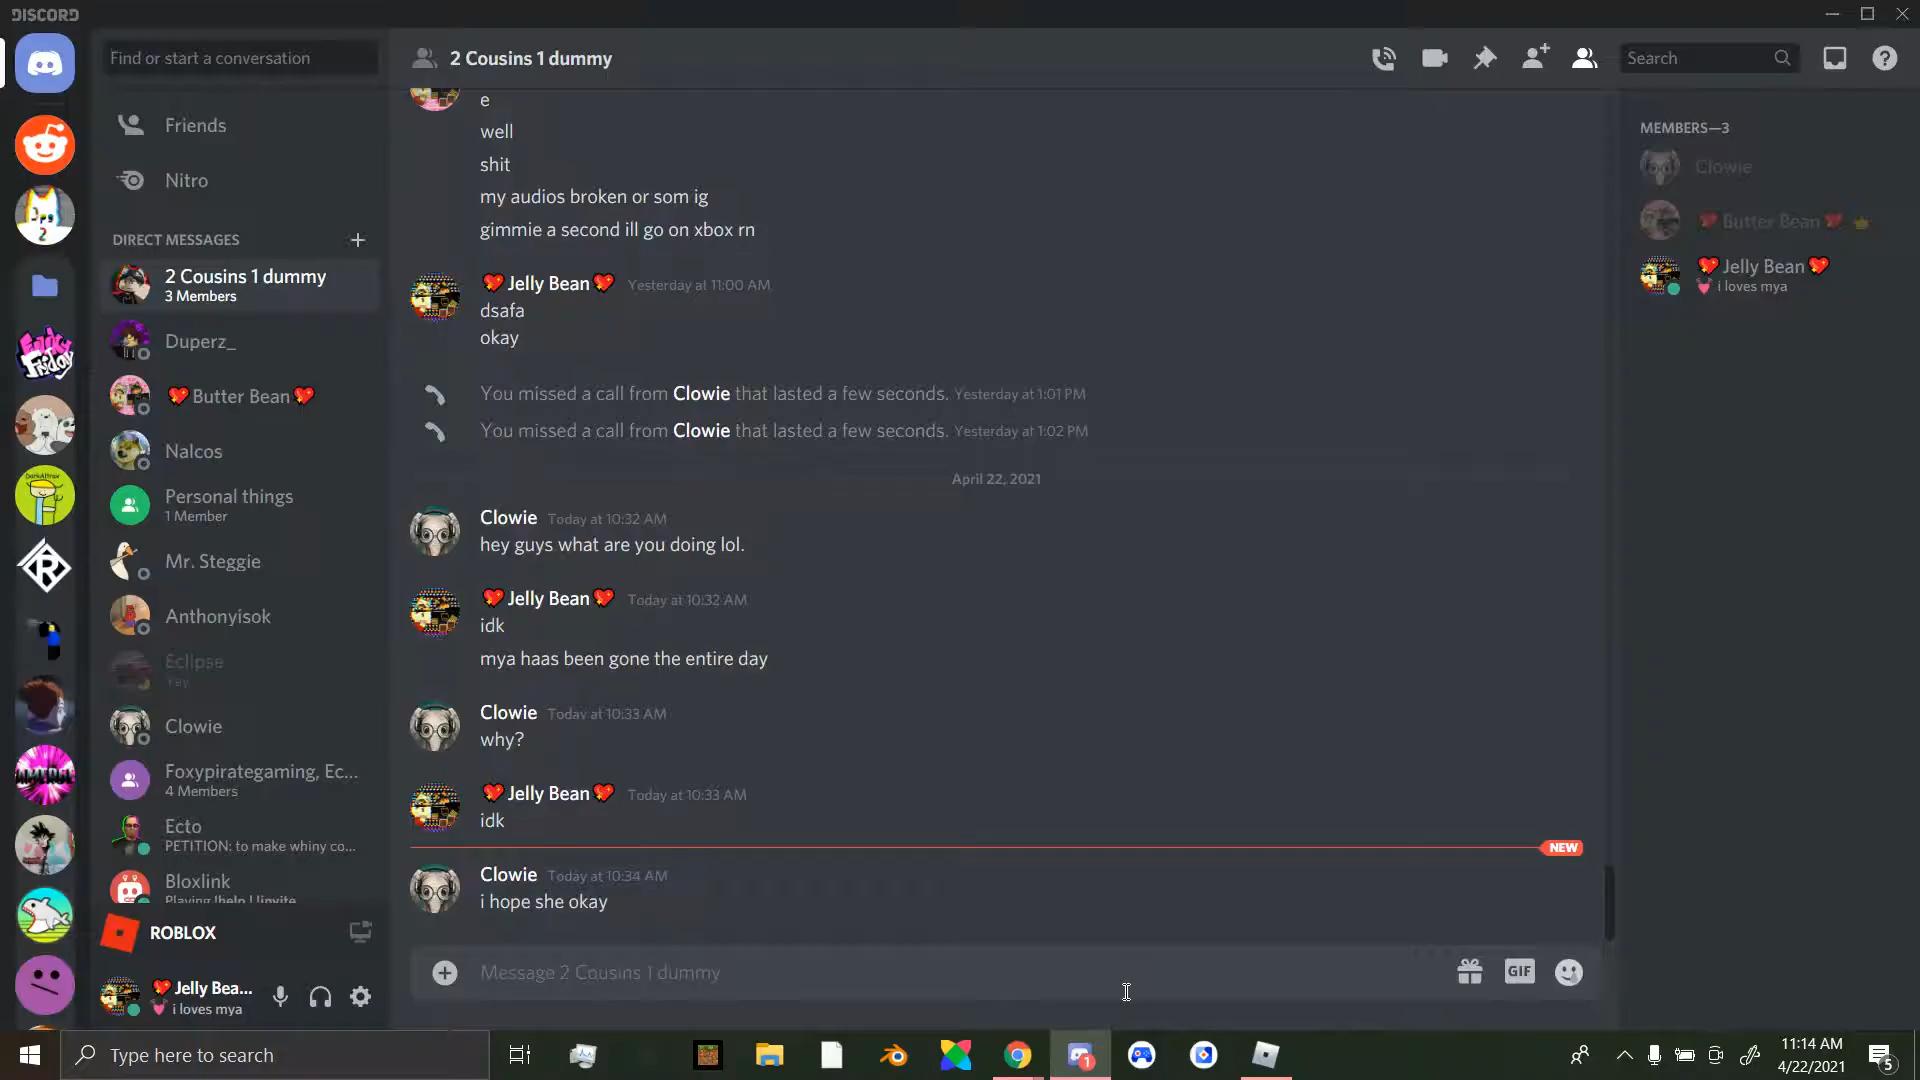 DISCORD
Find or start a conversation
Friends
Nitro
DIRECT MESSAGES
2 Cousins 1 dummy
3 Members
Duperz_
Butter Bean
Nalcos
Personal things
1 Member
Mr. Steggie
Anthonyisok
Eclipse
Yay
Clowie
Foxypirategaming, Ec...
4 Members
Ecto
PETITION: to make whiny co...
Bloxlink
Playing !help | !invite
ROBLOX
Jelly Bea...
i loves mya
2 Cousins 1 dummy
Search
e
well
shit
my audios broken or som ig
gimmie a second ill go on xbox rn
Jelly Bean Yesterday at 11:00 AM
dsafa
okay
You missed a call from Clowie that lasted a few seconds. Yesterday at 1:01 PM
You missed a call from Clowie that lasted a few seconds. Yesterday at 1:02 PM
April 22, 2021
Clowie Today at 10:32 AM
hey guys what are you doing lol.
Jelly Bean Today at 10:32 AM
idk
mya haas been gone the entire day
Clowie Today at 10:33 AM
why?
Jelly Bean Today at 10:33 AM
idk
NEW
Clowie Today at 10:34 AM
i hope she okay
Message 2 Cousins 1 dummy
GIF
MEMBERS—3
Clowie
Butter Bean
Jelly Bean
i loves mya
Type here to search
1
11:14 AM
4/22/2021
5